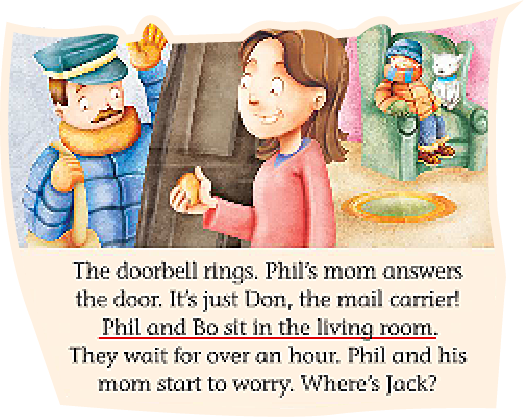 The doorbell rings. Phil's mom answers
the door. It's just Don, the mail carrier!
Phil and Bo sit in the living room.
They wait for over an hour. Phil and his
mom start to worry. Where's Jack?